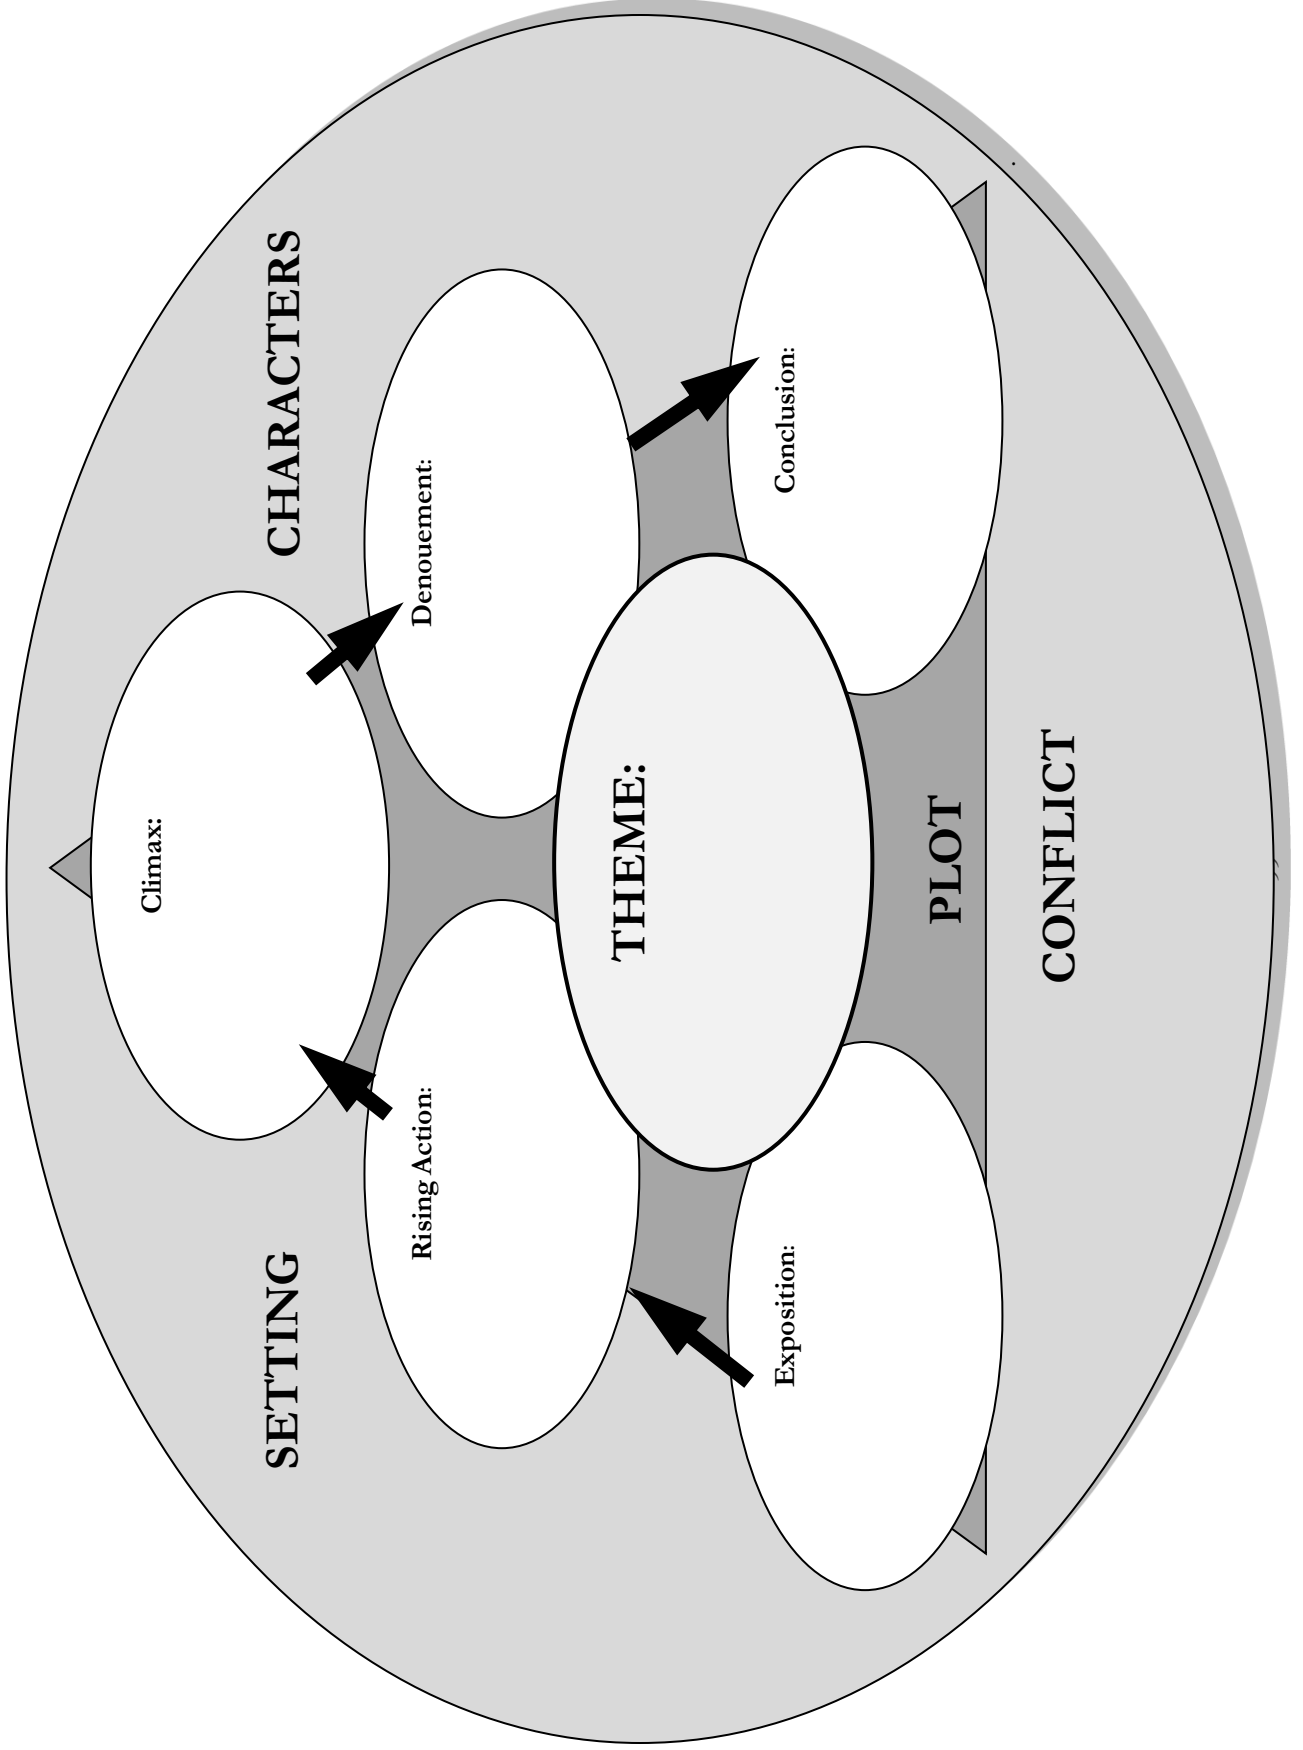 Climax:
SETTING
CHARACTERS
Rising Action:
Denouement:
THEME:
Exposition:
Conclusion:
PLOT
CONFLICT